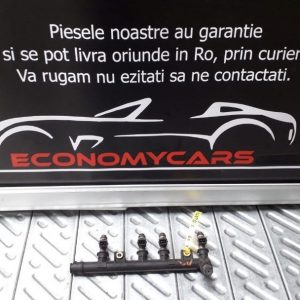 Piesele noastre au garantie
si se pot livra oriunde in Ro, prin curier
Va rugam nu ezitati sa ne contactati.
ECONOMYCARS